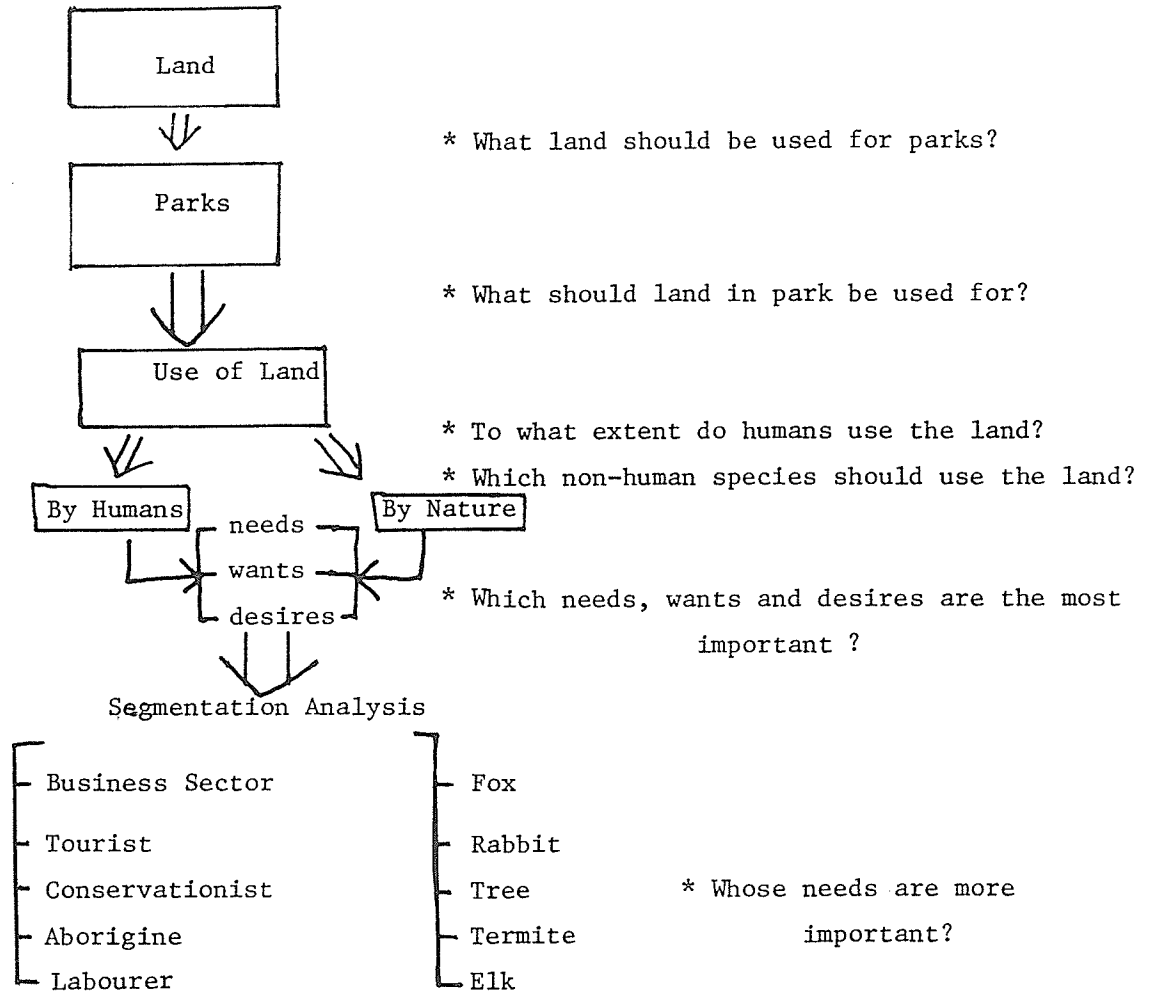 Land
* What land should be used for parks?
Parks
* What should land in park be used for?
Use of Land
* To what extent do humans use the land?
* Which non-human species should use the land?
By Humans
By Nature
needs
wants
desires
* Which needs, wants and desires are the most
important ?
Segmentation Analysis
Business Sector
Tourist
Conservationist
Aborigine
Labourer
Fox
Rabbit
Tree
Termite
Elk
* Whose needs are more
important?